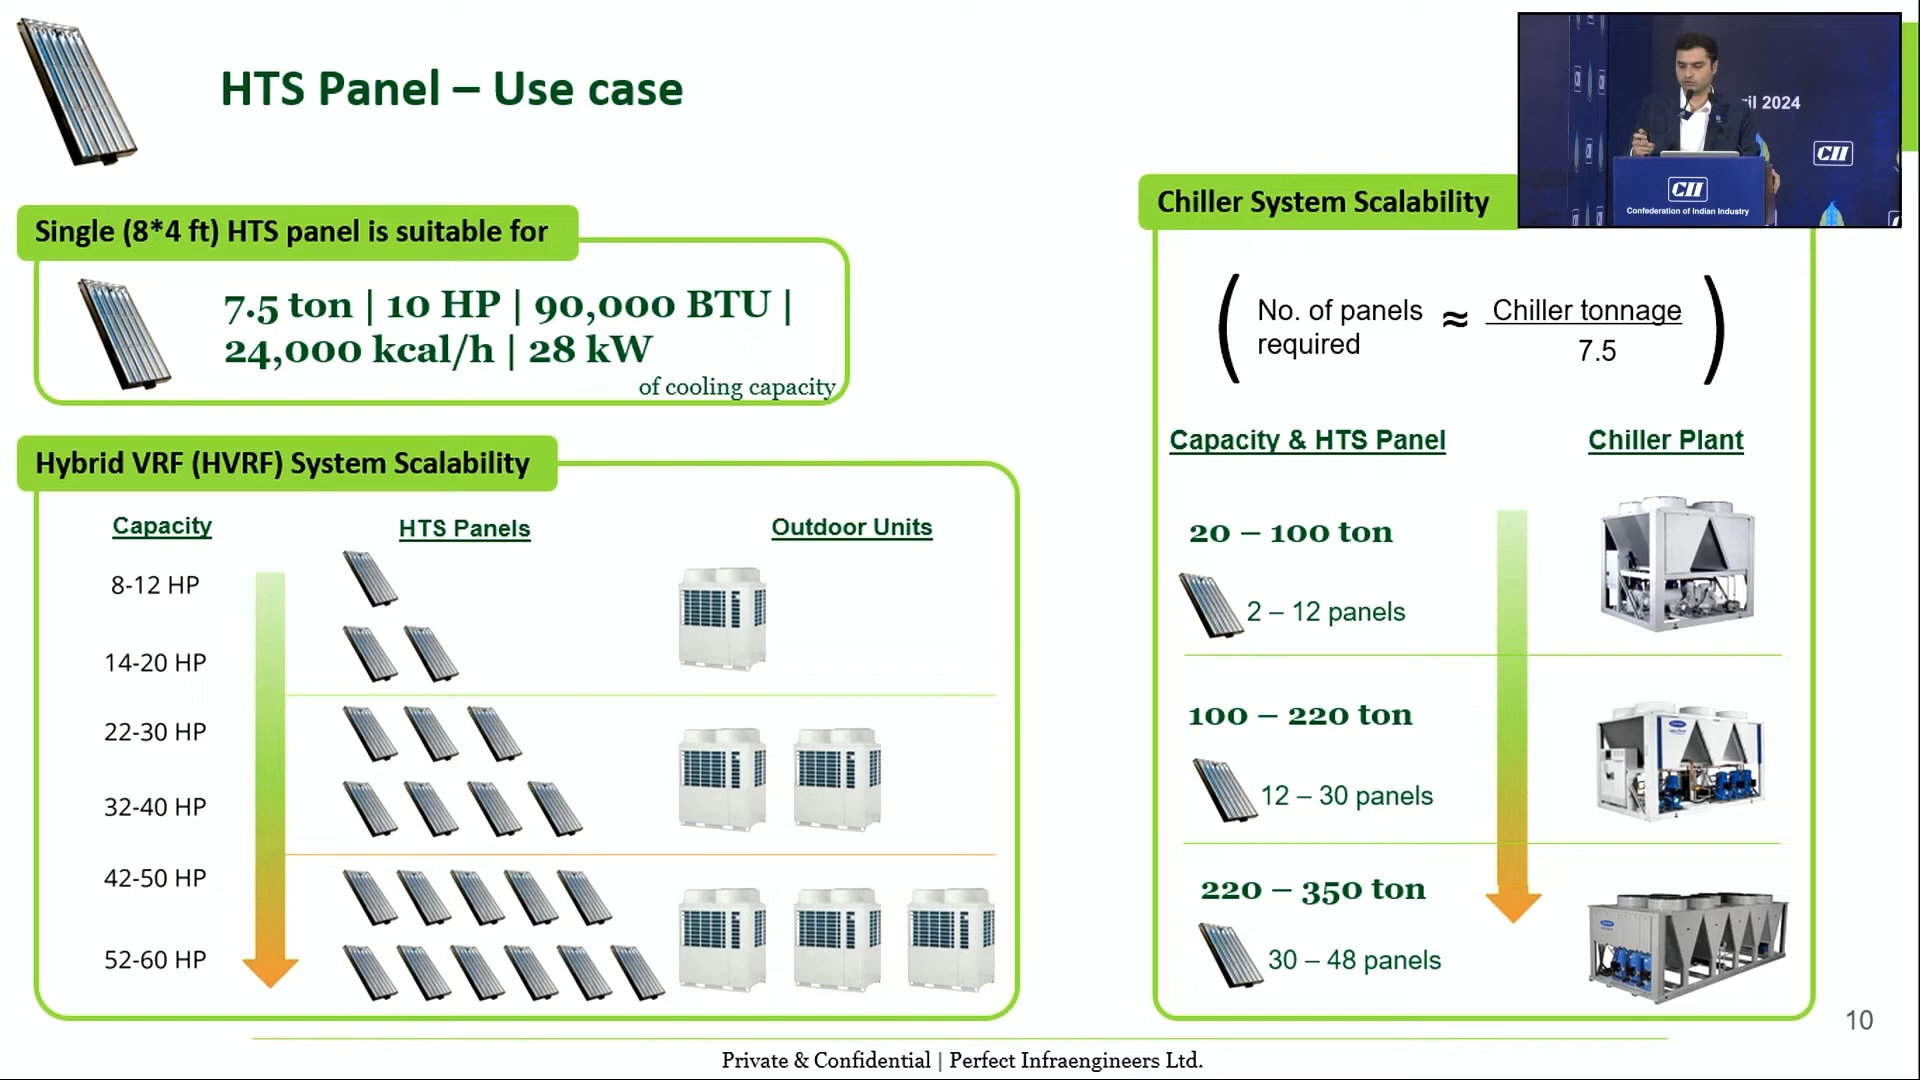 HTS Panel – Use case
Single (8*4 ft) HTS panel is suitable for
7.5 ton | 10 HP | 90,000 BTU |
24,000 kcal/h | 28 kW
of cooling capacity
Hybrid VRF (HVRF) System Scalability
Capacity
HTS Panels
Outdoor Units
8-12 HP
14-20 HP
22-30 HP
32-40 HP
42-50 HP
52-60 HP
Chiller System Scalability
No. of panels
required
≈
Chiller tonnage
7.5
Capacity & HTS Panel
Chiller Plant
20 – 100 ton
2 – 12 panels
100 – 220 ton
12 – 30 panels
220 – 350 ton
30 – 48 panels
2024
CII
CII
Confederation of Indian Industry
10
Private & Confidential | Perfect Infraengineers Ltd.